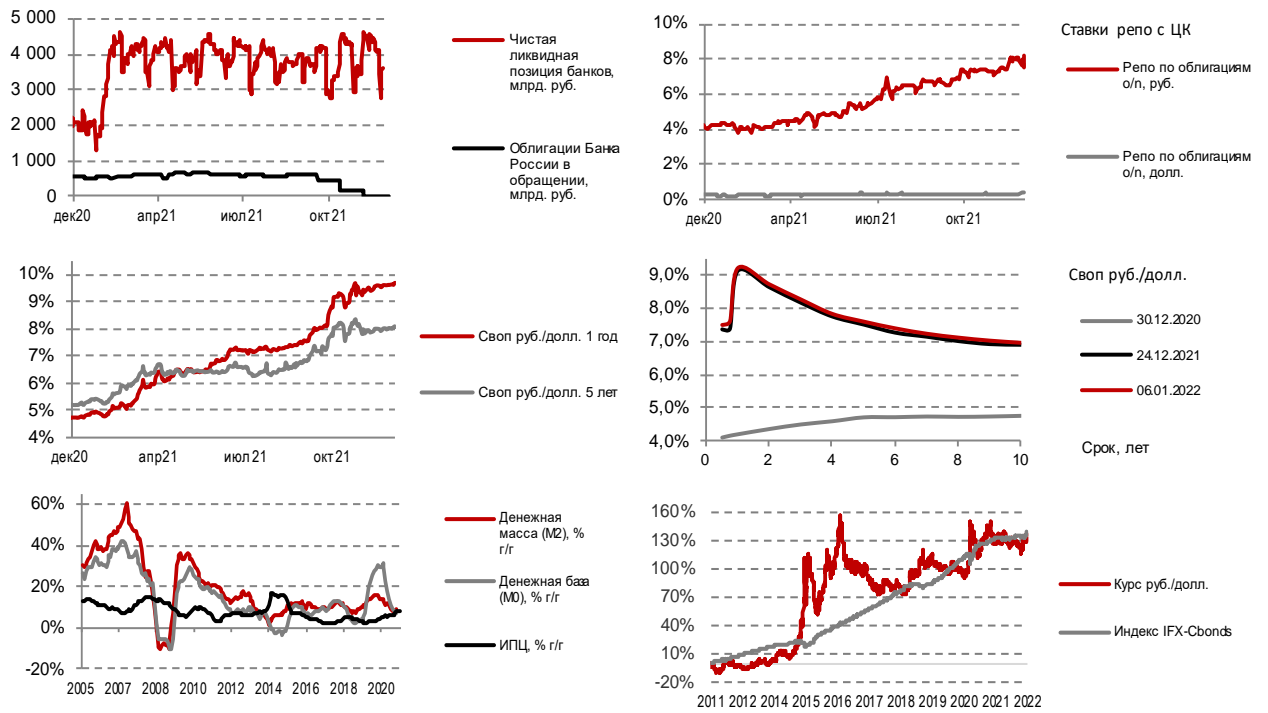 5 000
4 000
3 000
2 000
1 000
0
дек20 апр21 июл21 окт21
Чистая
ликвидная
позиция банков,
млрд. руб.
Облигации Банка
России в
обращении,
млрд. руб.
10%
8%
6%
4%
2%
0%
дек20 апр21 июл21 окт21
Ставки репо с ЦК
Репо по облигациям
o/n, руб.
Репо по облигациям
o/n, долл.
10%
9%
8%
7%
6%
5%
4%
дек20 апр21 июл21 окт21
Своп руб./долл. 1 год
Своп руб./долл. 5 лет
9,0%
8,0%
7,0%
6,0%
5,0%
4,0%
0 2 4 6 8 10
Своп руб./долл.
30.12.2020
24.12.2021
06.01.2022
Срок, лет
60%
40%
20%
0%
-20%
2005 2007 2008 2010 2012 2014 2016 2018 2020
Денежная
масса (М2), %
г/г
Денежная база
(М0), % г/г
ИПЦ, % г/г
160%
130%
100%
70%
40%
10%
-20%
2011 2012 2014 2015 2016 2017 2018 2019 2020 2021 2022
Курс руб./долл.
Индекс IFX-Cbonds